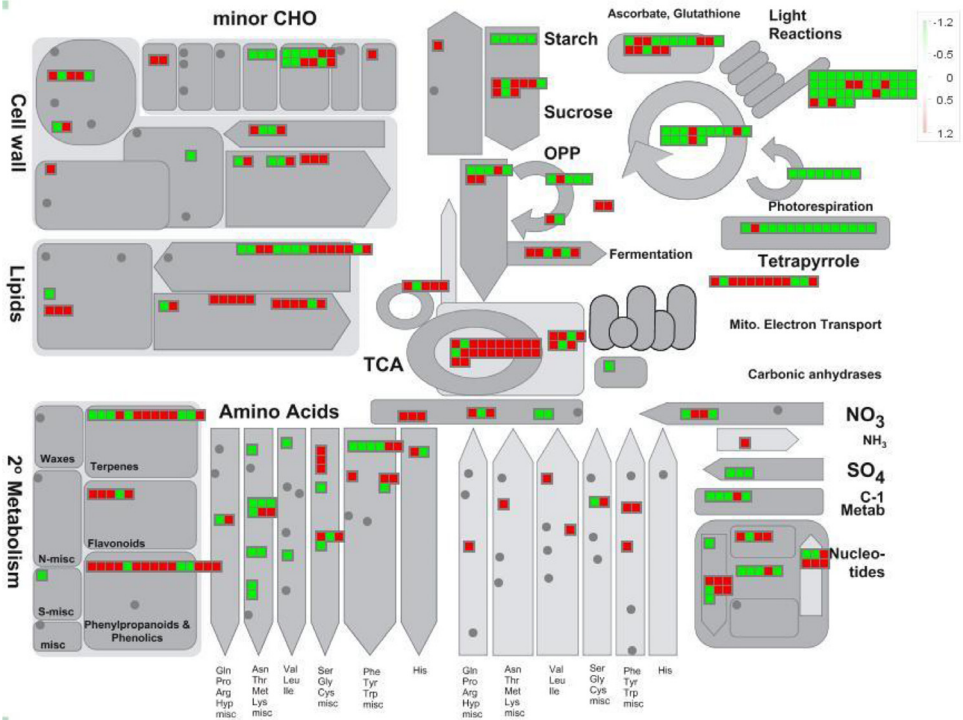 minor CHO
Ascorbate, Glutathione
Light
Reactions
-1.2
-0.5
0
0.5
1.2
Starch
Sucrose
Cell wall
OPP
Photorespiration
Fermentation
Tetrapyrrole
Lipids
Mito. Electron Transport
TCA
Carbonic anhydrases
Amino Acids
NO3
NH3
SO4
C-1
Metab
Nucleo-
tides
2º Metabolism
Waxes
Terpenes
N-misc
Flavonoids
S-misc
misc
Phenylpropanoids &
Phenolics
Gln
Pro
Arg
Hyp
misc
Asn
Thr
Met
Lys
misc
Val
Leu
Ile
Ser
Gly
Cys
misc
Phe
Tyr
Trp
misc
His
Gln
Pro
Arg
Hyp
misc
Asn
Thr
Met
Lys
misc
Val
Leu
Ile
Ser
Gly
Cys
misc
Phe
Tyr
Trp
misc
His